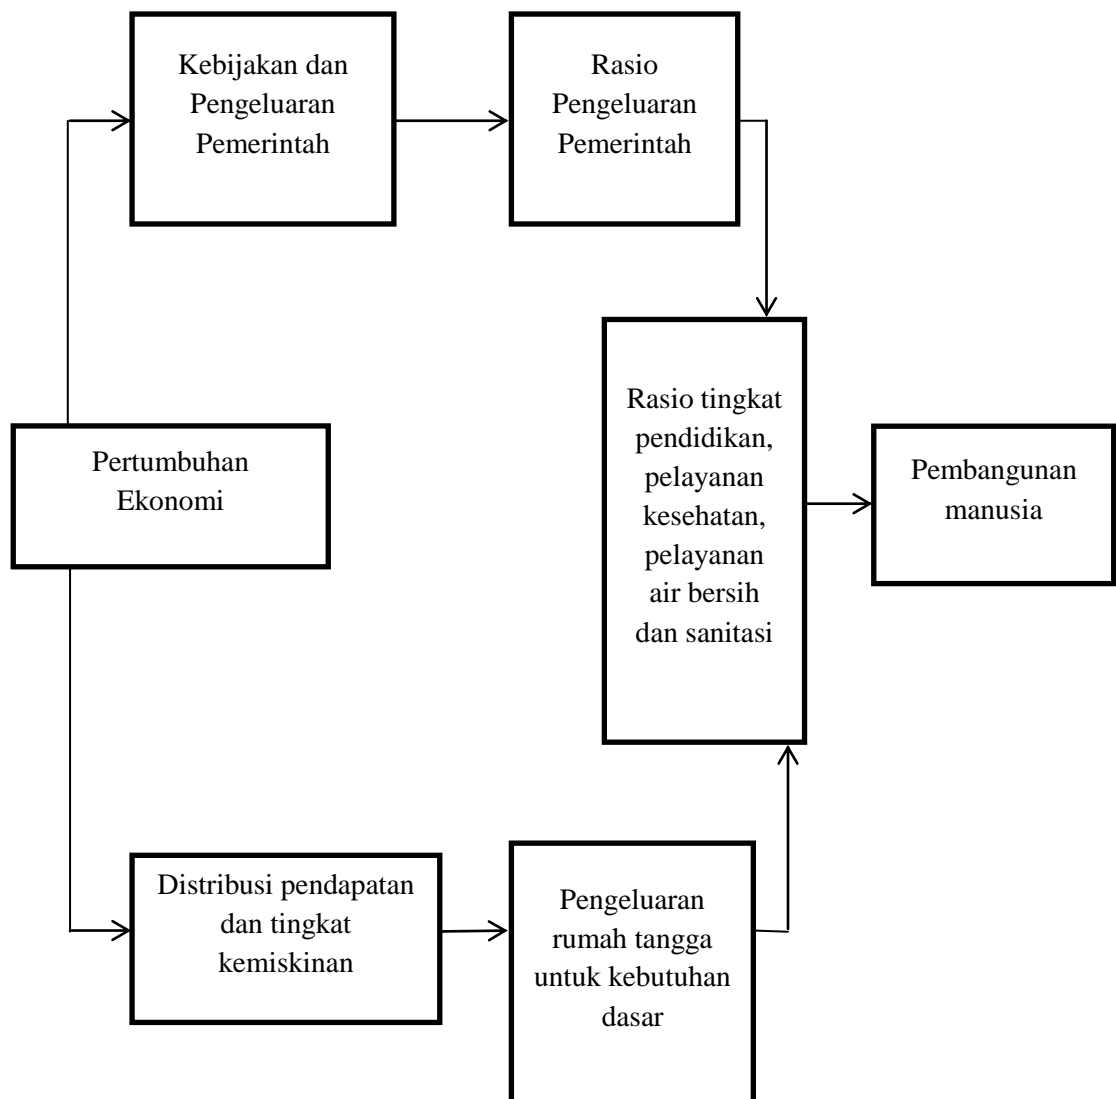 Kebijakan dan
Pengeluaran
Pemerintah
Rasio
Pengeluaran
Pemerintah
Pertumbuhan
Ekonomi
Rasio tingkat
pendidikan,
pelayanan
kesehatan,
pelayanan
air bersih
dan sanitasi
Pembangunan
manusia
Distribusi pendapatan
dan tingkat
kemiskinan
Pengeluaran
rumah tangga
untuk kebutuhan
dasar